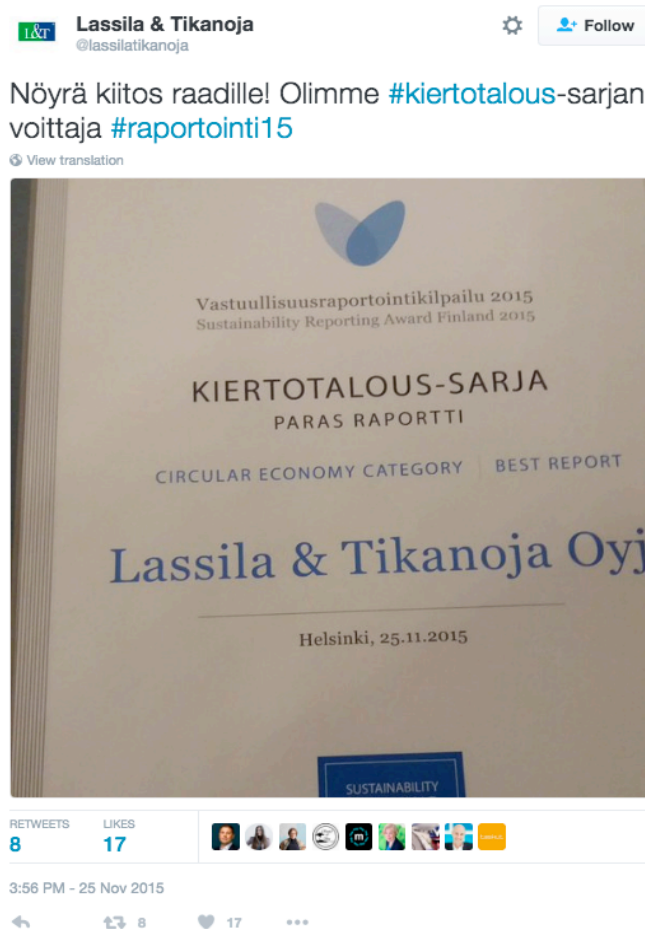 L&T
Lassila & Tikanoja
@lassilatikanoja
Follow
Nöyrä kiitos raadille! Olimme #kiertotalous-sarjan
voittaja #raportointi15
View translation
Vastuullisuusraportointikilpailu 2015
Sustainability Reporting Award Finland 2015
KIERTOTALOUS-SARJA
PARAS RAPORTTI
CIRCULAR ECONOMY CATEGORY | BEST REPORT
Lassila & Tikanoja Oyj
Helsinki, 25.11.2015
SUSTAINABILITY
RETWEETS LIKES
8 17
m
3:56 PM - 25 Nov 2015
8 17